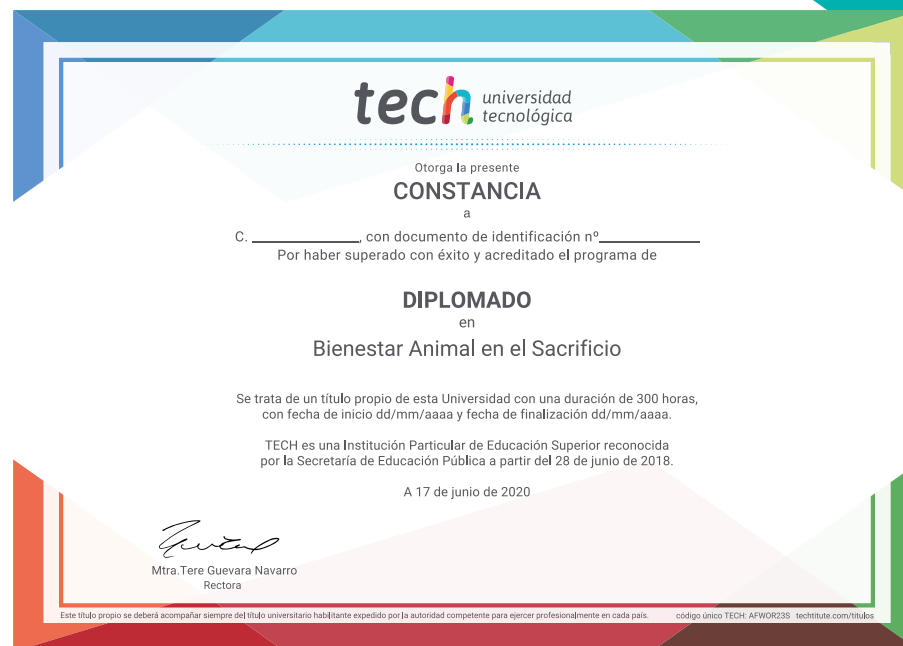 tech universidad
tecnológica
Otorga la presente
CONSTANCIA
a
C. ______________, con documento de identificación nº______________
Por haber superado con éxito y acreditado el programa de
DIPLOMADO
en
Bienestar Animal en el Sacrificio
Se trata de un título propio de esta Universidad con una duración de 300 horas,
con fecha de inicio dd/mm/aaaa y fecha de finalización dd/mm/aaaa.
TECH es una Institución Particular de Educación Superior reconocida
por la Secretaría de Educación Pública a partir del 28 de junio de 2018.
A 17 de junio de 2020
Mtra.Tere Guevara Navarro
Rectora
Este título propio se deberá acompañar siempre del título universitario habilitante expedido por la autoridad competente para ejercer profesionalmente en cada país. código único TECH: AFWOR23S techtitute.com/titulos